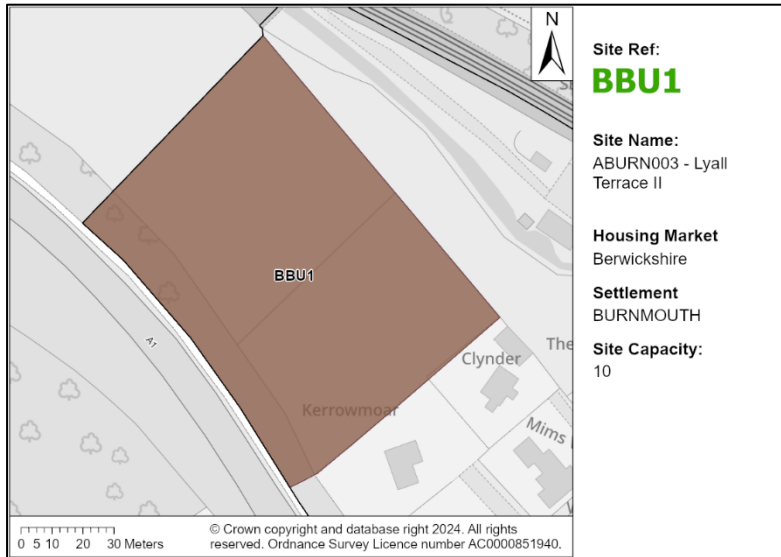 N
Site Ref:
BBU1
Site Name:
ABURN003 - Lyall
Terrace II
Housing Market
Berwickshire
Settlement
BURNMOUTH
Site Capacity:
10
BBU1
A1
Clynder
The
Kerrowmoar
Mims
0 5 10 20 30 Meters
© Crown copyright and database right 2024. All rights
reserved. Ordnance Survey Licence number AC0000851940.